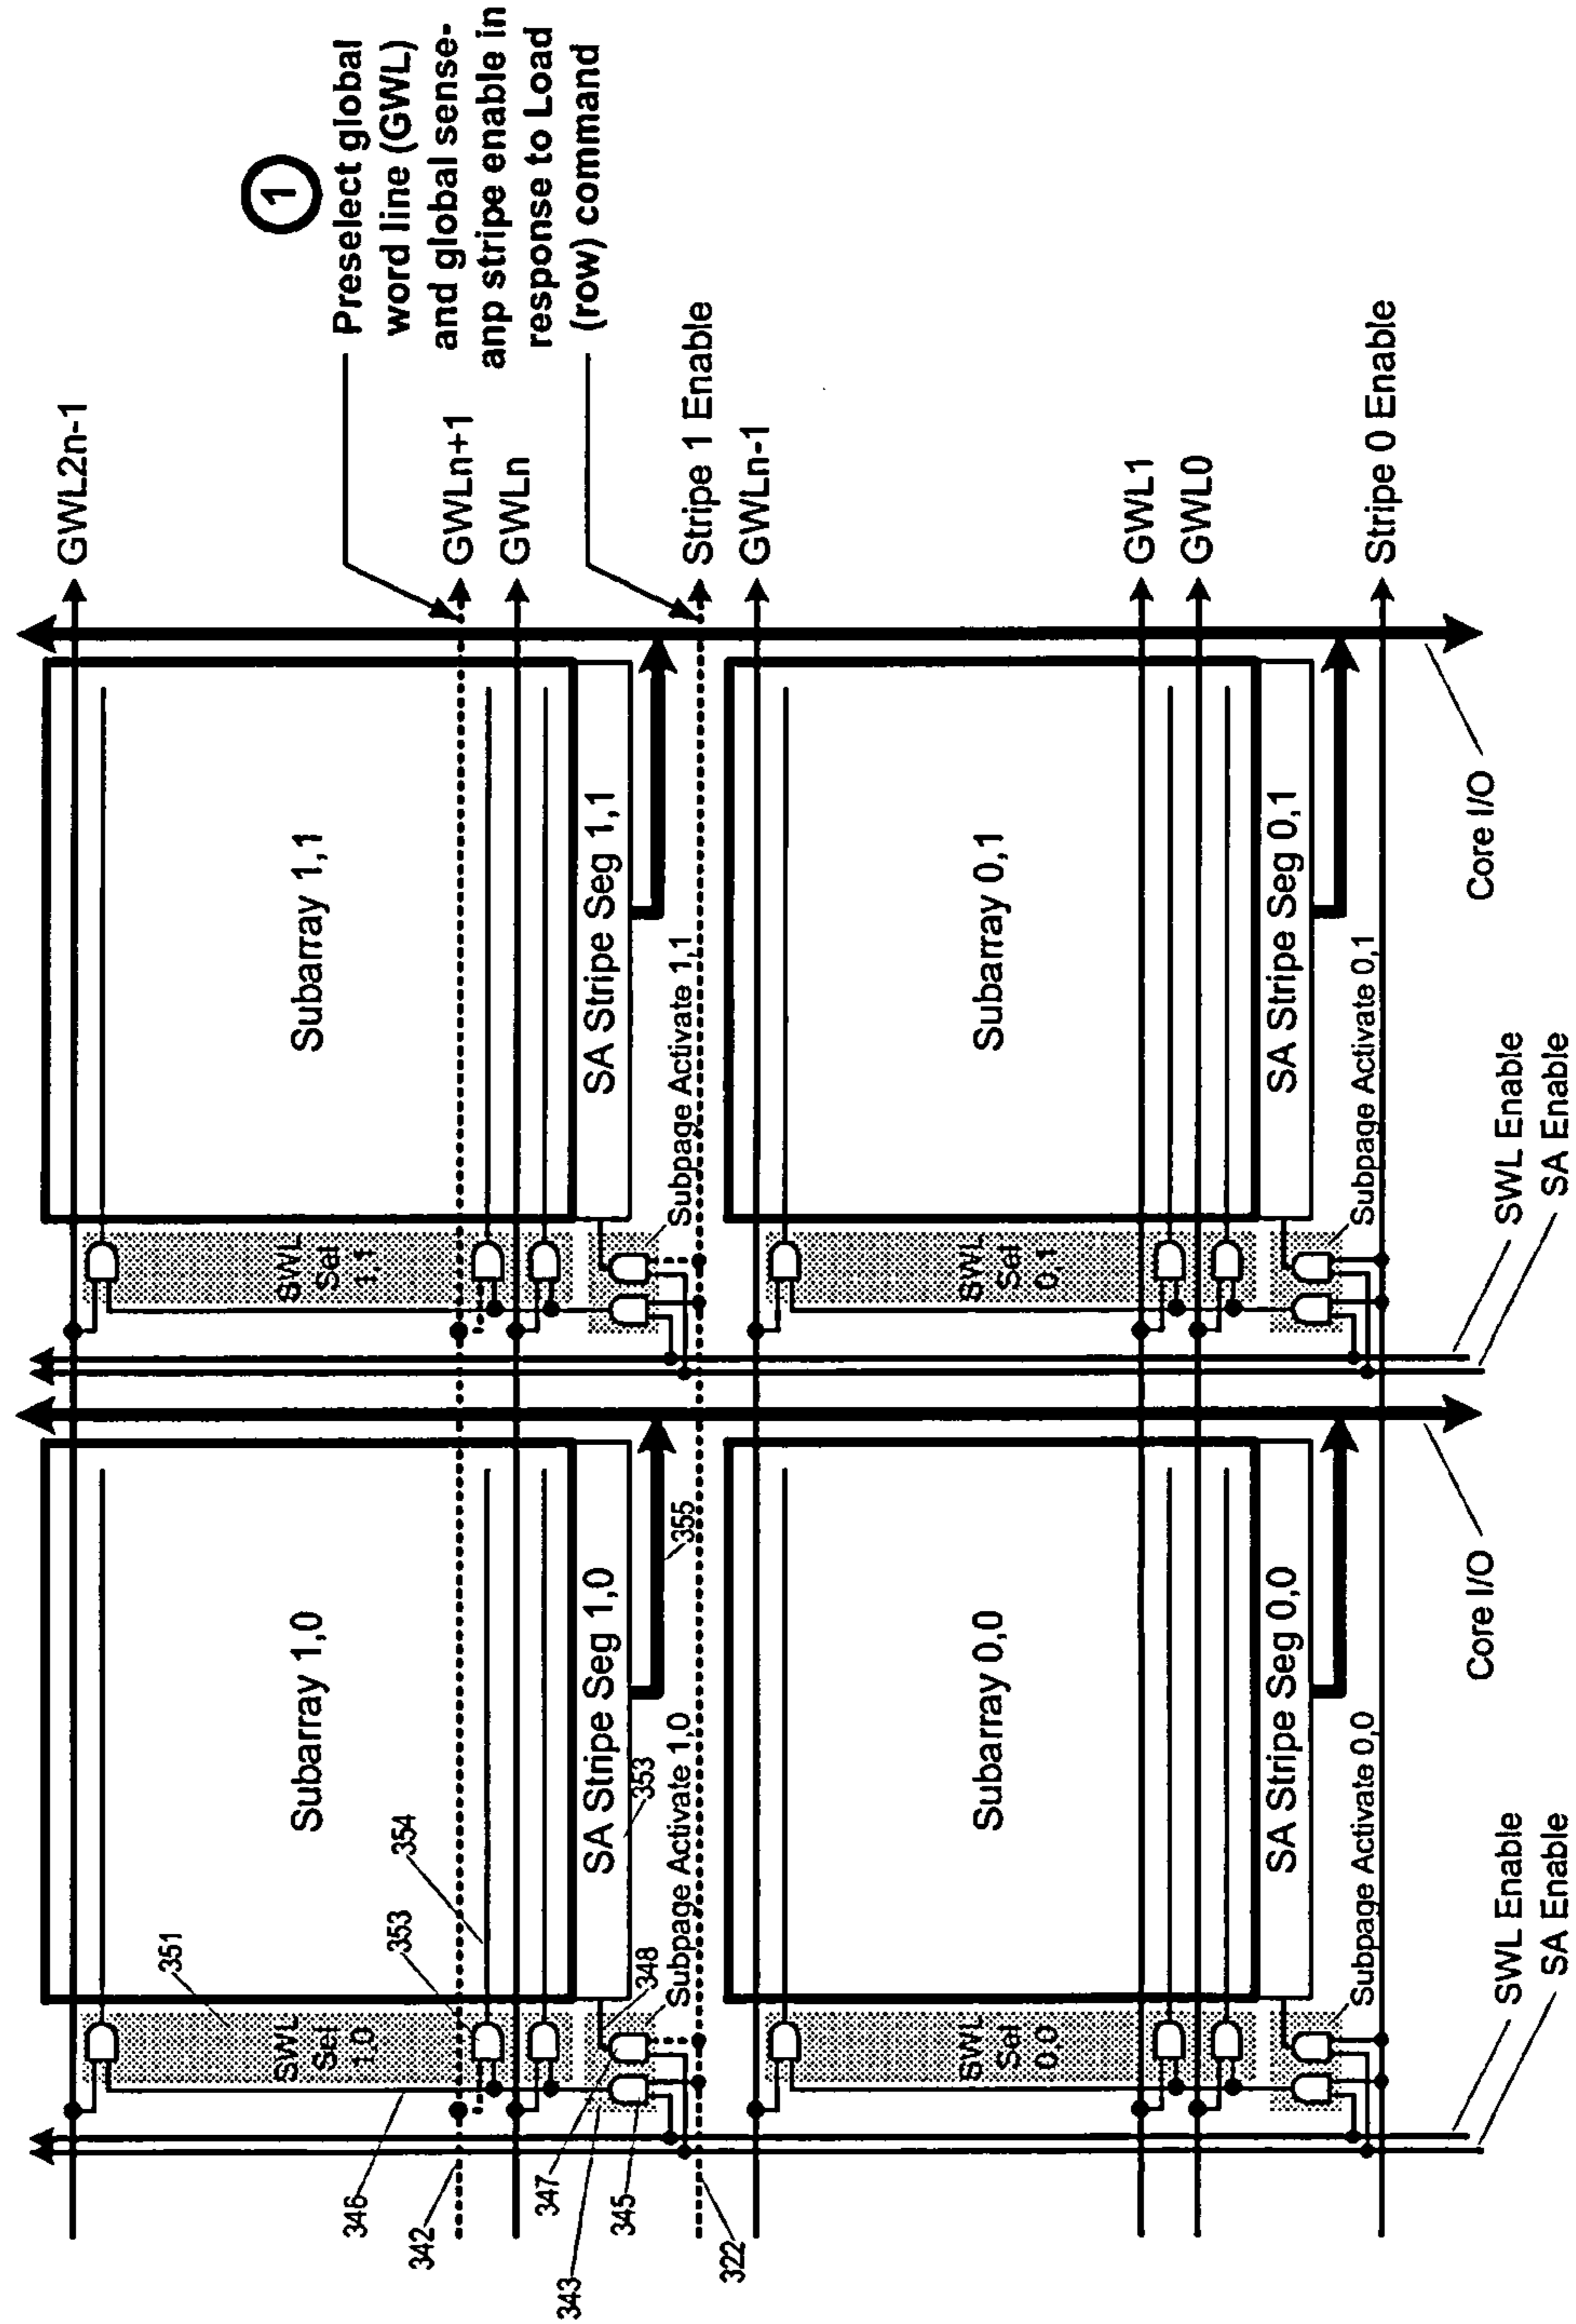 1
Preselect global
word line (GWL)
and global sense-
anp stripe enable in
response to Load
(row) command
GWL2n-1
GWLn+1
GWLn
Stripe 1 Enable
GWLn-1
GWL1
GWL0
Stripe 0 Enable
351
SWL
Sel
1,0
Subarray 1,0
SWL
Sel
1,1
Subarray 1,1
346
353
354
342
SA Stripe Seg 1,0
SA Stripe Seg 1,1
347
348
353
343
345
355
Subpage Activate 1,0
Subpage Activate 1,1
322
SWL
Sel
0,0
Subarray 0,0
SWL
Sel
0,1
Subarray 0,1
SA Stripe Seg 0,0
SA Stripe Seg 0,1
Subpage Activate 0,0
Subpage Activate 0,1
Core I/O
Core I/O
SWL Enable
SA Enable
SWL Enable
SA Enable